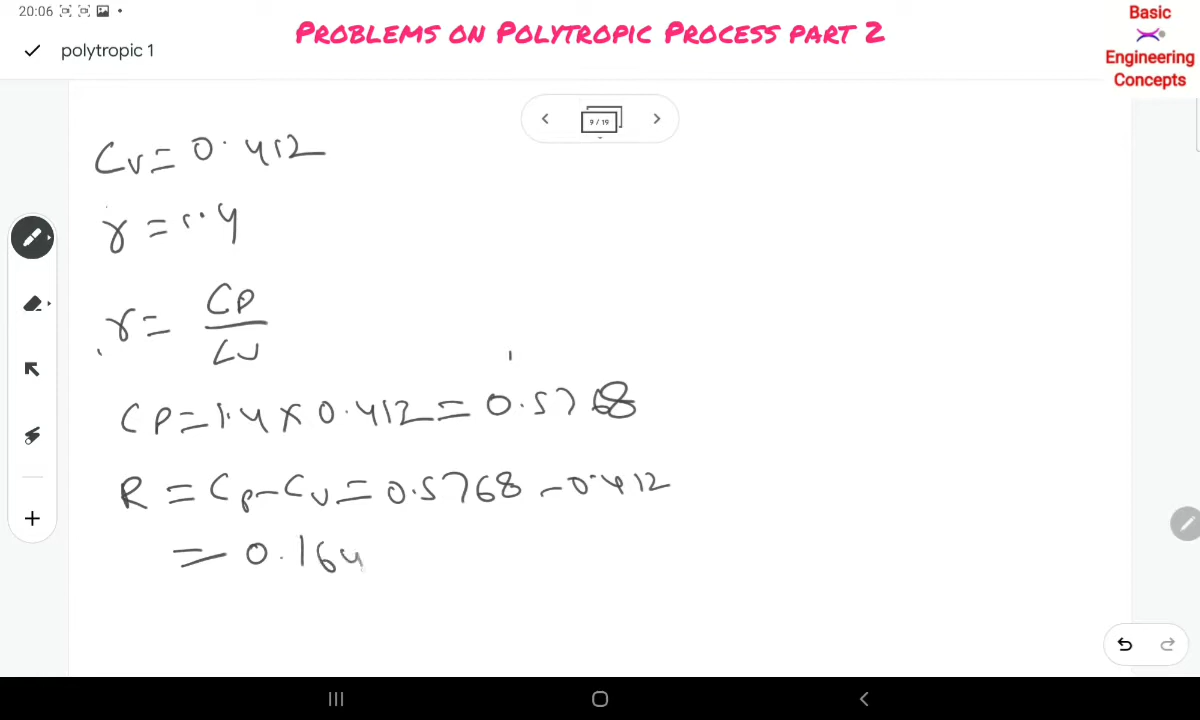 20:06
PROBLEMS ON POLYTROPIC PROCESS PART 2
Basic
Engineering
Concepts
polytropic 1
9 / 19
Cv = 0.412
γ = 1.4
γ = Cp/Cv
Cp = 1.4 × 0.412 = 0.5768
R = Cp - Cv = 0.5768 - 0.412
= 0.164